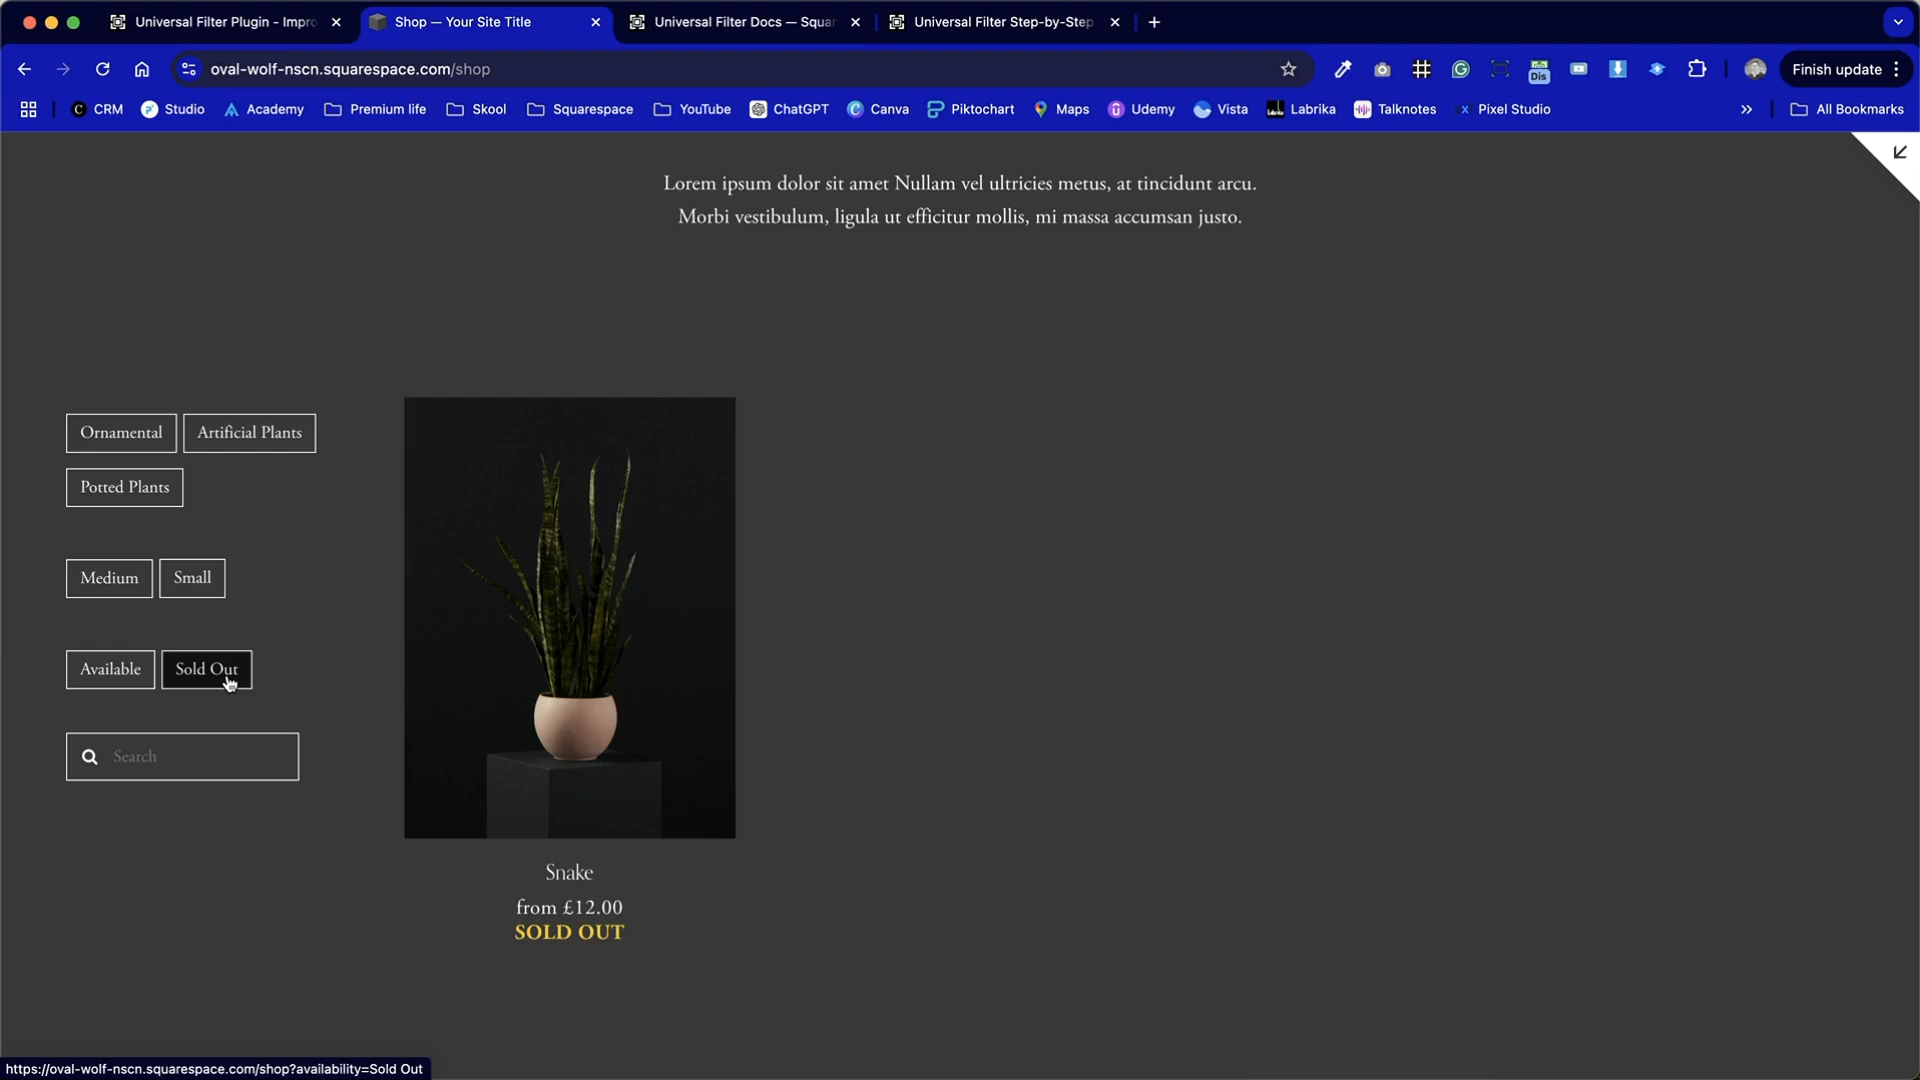 Universal Filter Plugin - Impro
Shop — Your Site Title
Universal Filter Docs — Squar
Universal Filter Step-by-Step
oval-wolf-nscn.squarespace.com/shop
Dis
Finish update
CRM
Studio
Academy
Premium life
Skool
Squarespace
YouTube
ChatGPT
Canva
Piktochart
Maps
Udemy
Vista
Labrika
Talknotes
Pixel Studio
All Bookmarks
Lorem ipsum dolor sit amet Nullam vel ultricies metus, at tincidunt arcu.
Morbi vestibulum, ligula ut efficitur mollis, mi massa accumsan justo.
Ornamental
Artificial Plants
Potted Plants
Medium
Small
Available
Sold Out
Search
Snake
from £12.00
SOLD OUT
https://oval-wolf-nscn.squarespace.com/shop?availability=Sold Out